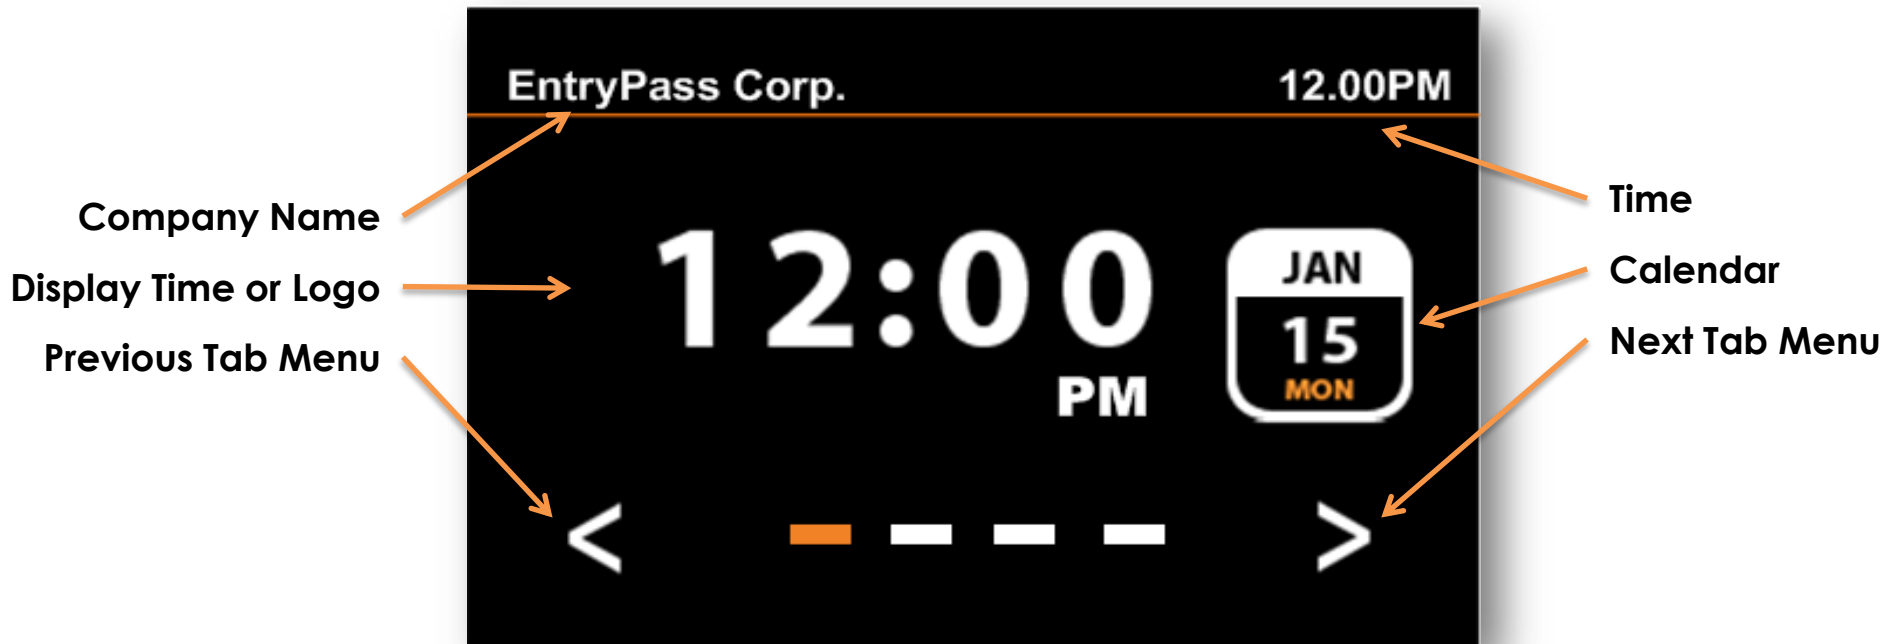 EntryPass Corp.
12.00PM
Company Name
Display Time or Logo
Previous Tab Menu
12:00
PM
JAN
15
MON
Time
Calendar
Next Tab Menu
<
>